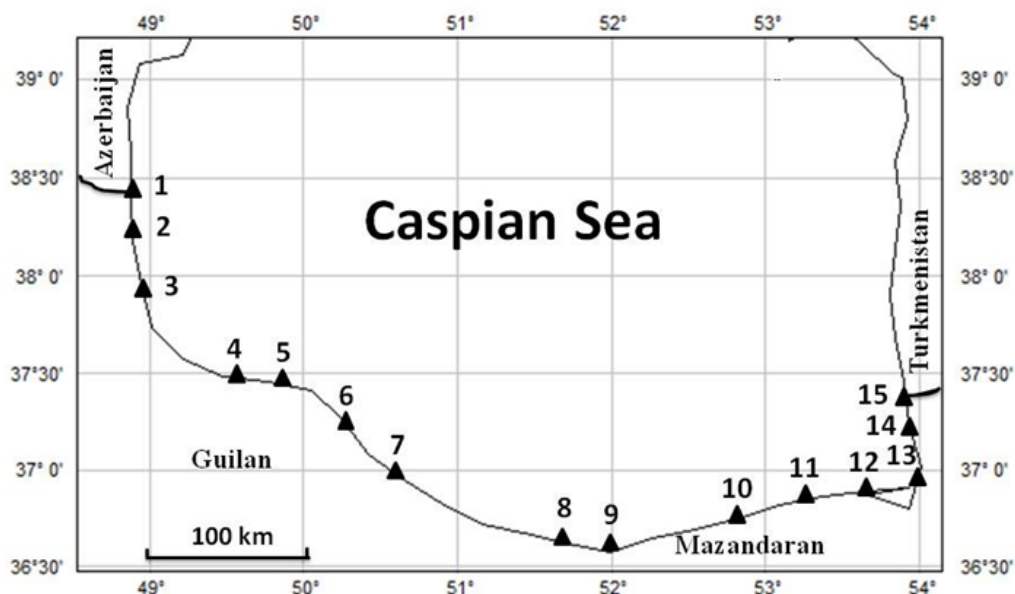 49° 50° 51° 52° 53° 54°
39° 0' 39° 0'
Azerbaijan
38°30' 1 38°30'
2
Caspian Sea
Turkmenistan
38° 0' 3 38° 0'
4 5
37°30' 37°30'
15
6
14
7
13
Guilan
37° 0' 37° 0'
12
11
10
8 9
100 km
Mazandaran
36°30' 36°30'
49° 50° 51° 52° 53° 54°